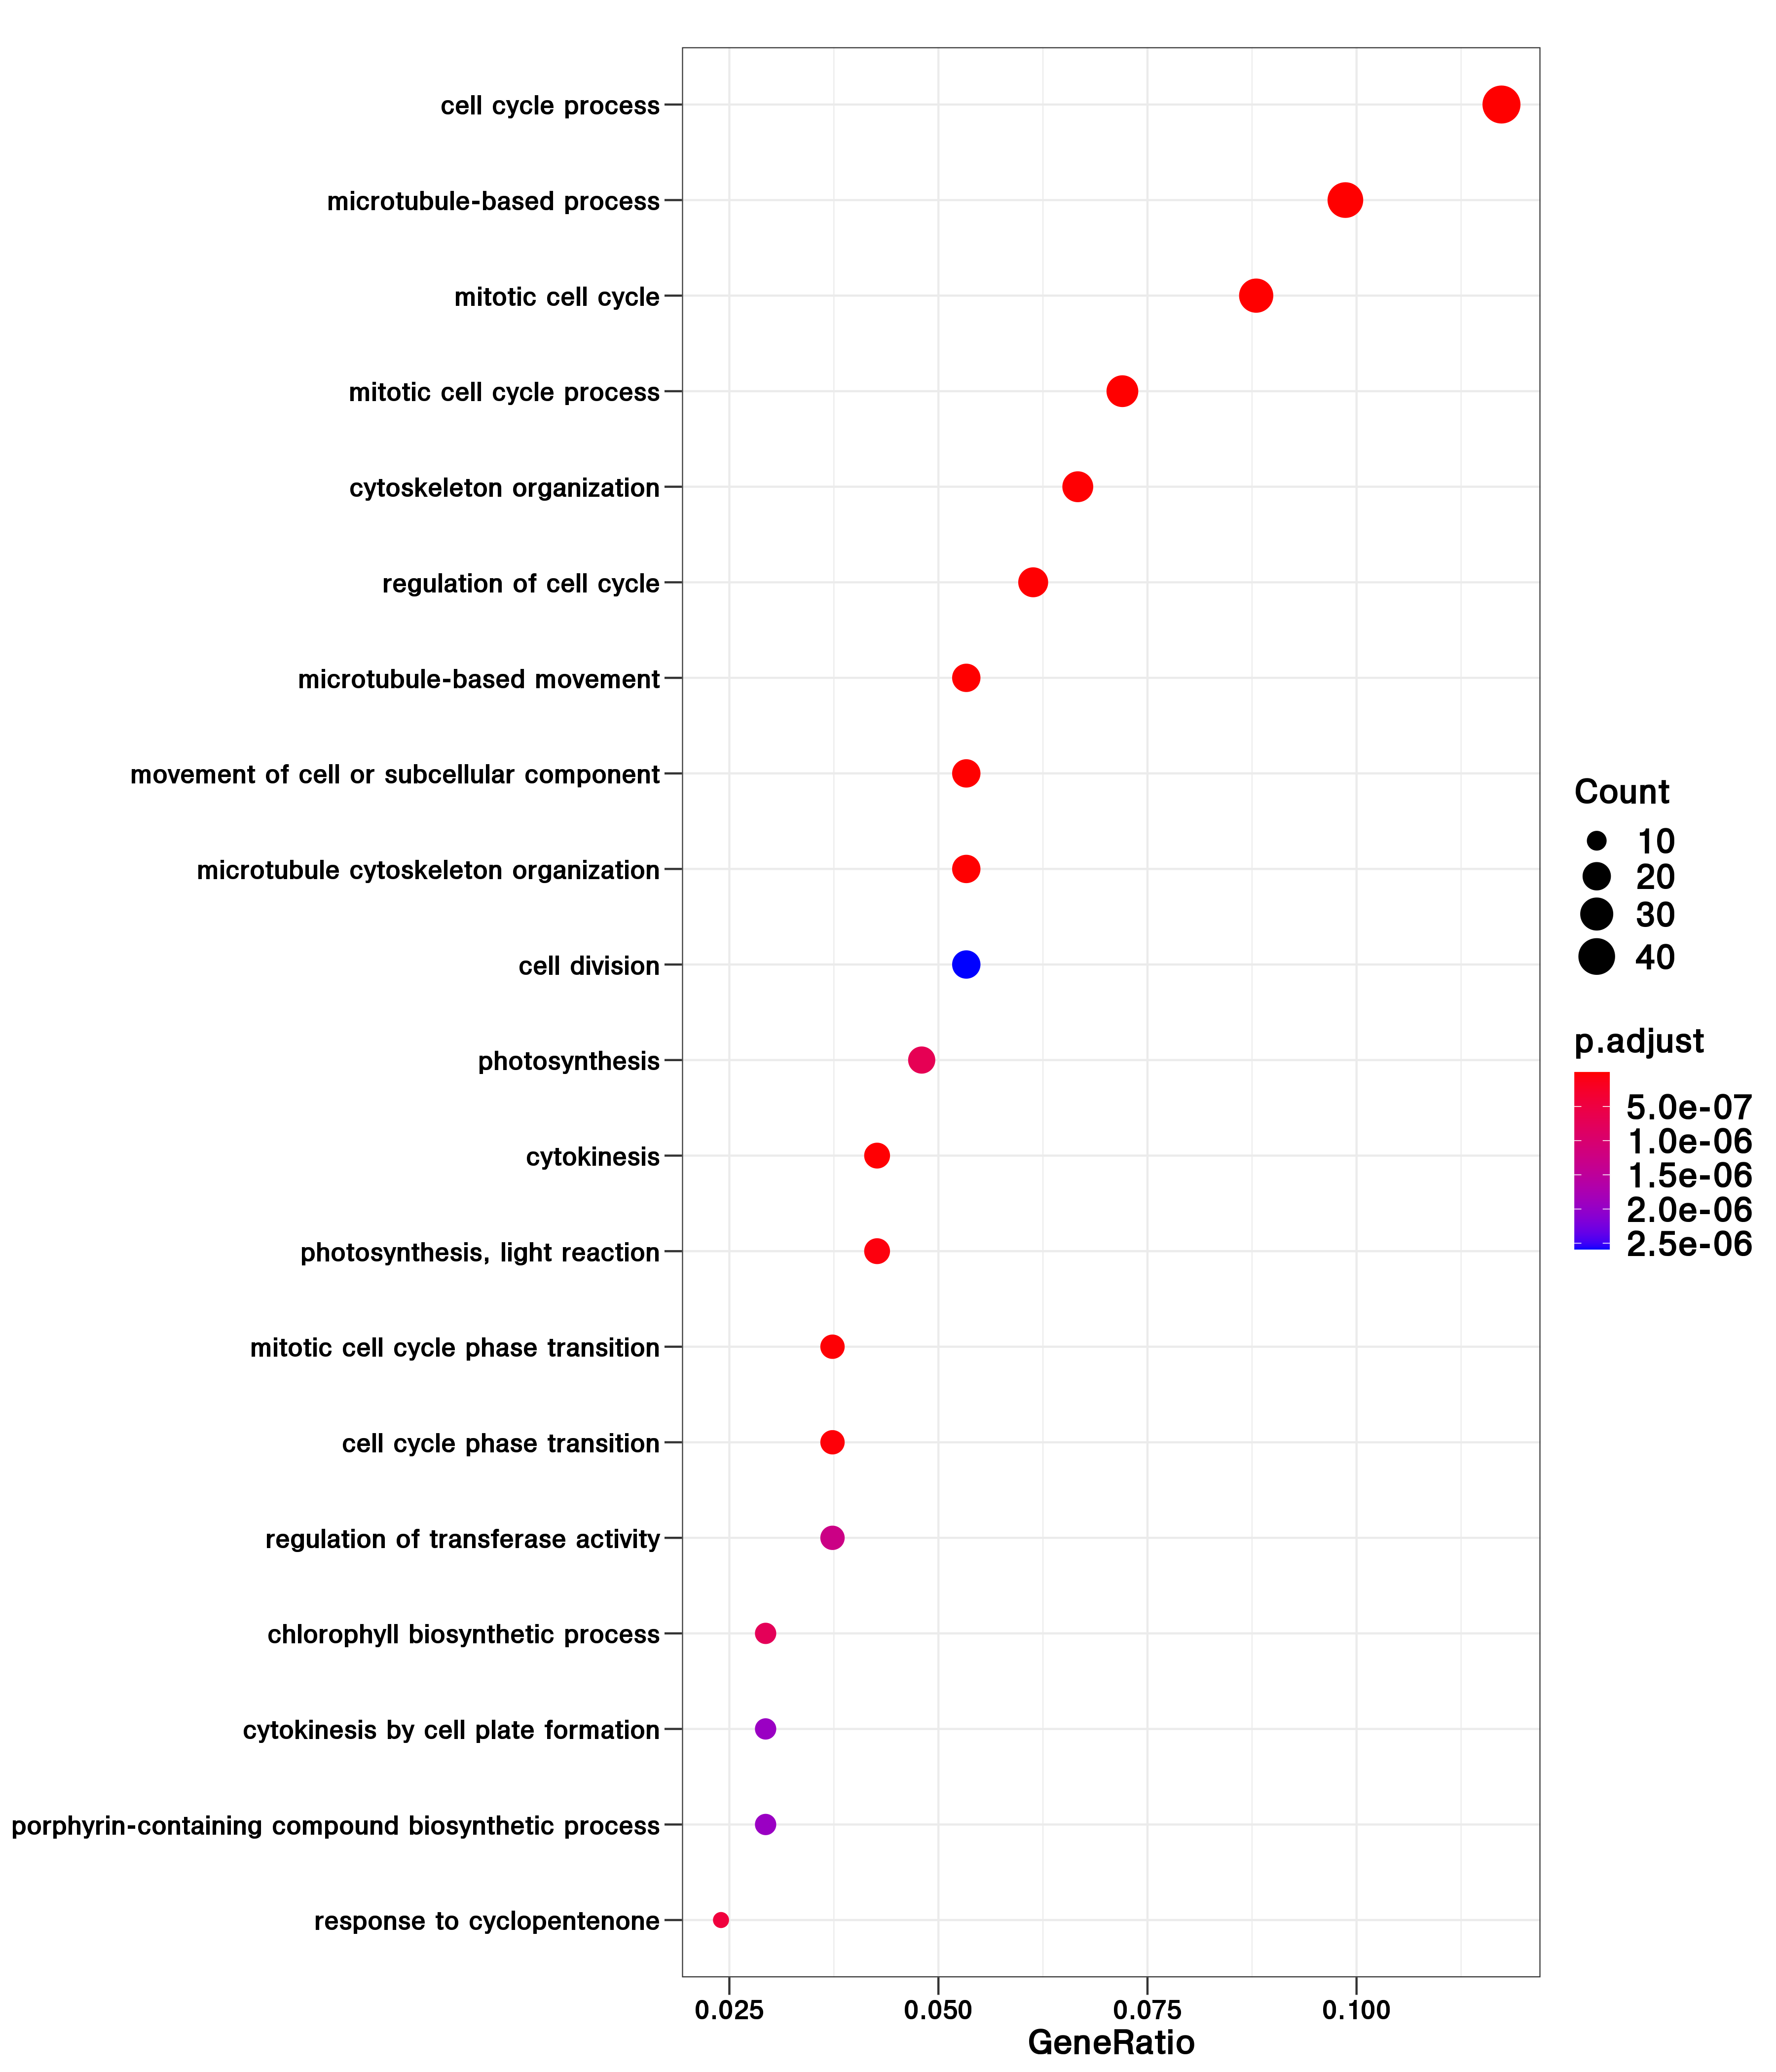 cell cycle process
microtubule-based process
mitotic cell cycle
mitotic cell cycle process
cytoskeleton organization
regulation of cell cycle
microtubule-based movement
movement of cell or subcellular component
microtubule cytoskeleton organization
cell division
photosynthesis
cytokinesis
photosynthesis, light reaction
mitotic cell cycle phase transition
cell cycle phase transition
regulation of transferase activity
chlorophyll biosynthetic process
cytokinesis by cell plate formation
porphyrin-containing compound biosynthetic process
response to cyclopentenone
0.025 0.050 0.075 0.100
GeneRatio
Count
10
20
30
40
p.adjust
5.0e-07
1.0e-06
1.5e-06
2.0e-06
2.5e-06